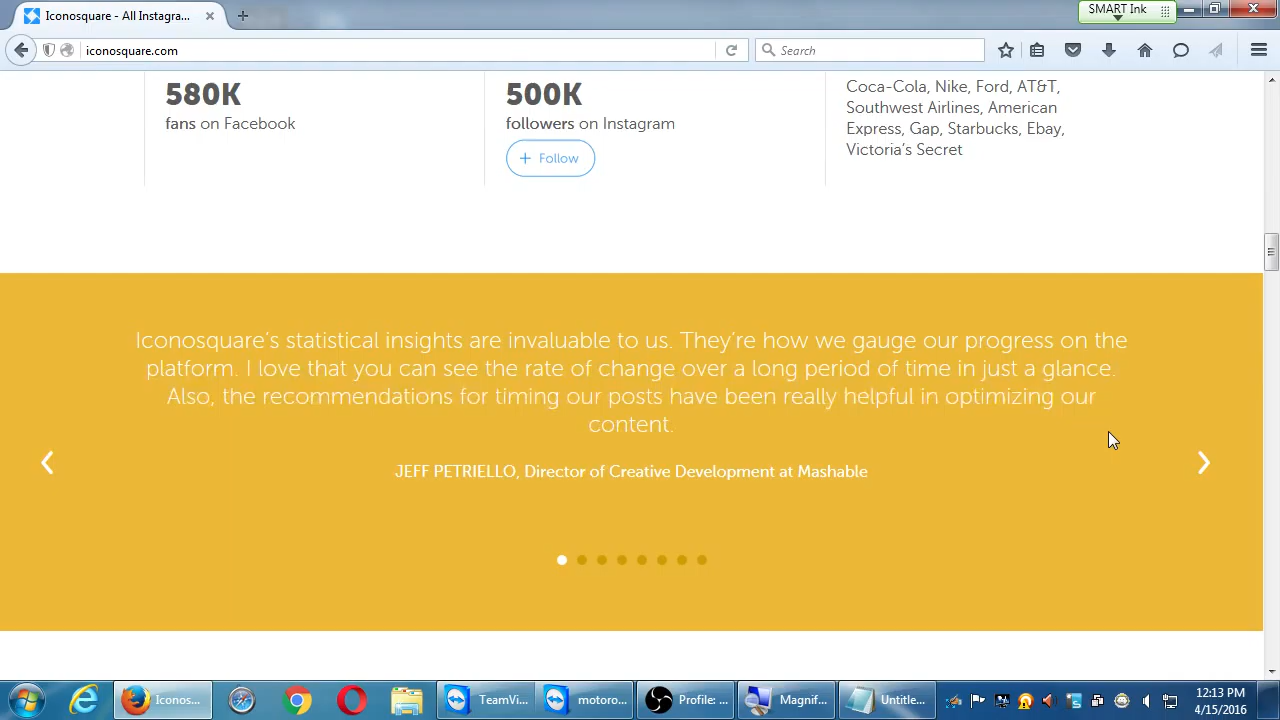 Iconosquare - All Instagra...
SMART Ink
iconosquare.com
Search
580K
fans on Facebook
500K
followers on Instagram
+ Follow
Coca-Cola, Nike, Ford, AT&T,
Southwest Airlines, American
Express, Gap, Starbucks, Ebay,
Victoria's Secret
Iconosquare's statistical insights are invaluable to us. They're how we gauge our progress on the
platform. I love that you can see the rate of change over a long period of time in just a glance.
Also, the recommendations for timing our posts have been really helpful in optimizing our
content.
JEFF PETRIELLO, Director of Creative Development at Mashable
Iconos...
TeamVi...
motoro...
Profile: ...
Magnif...
Untitle...
12:13 PM
4/15/2016